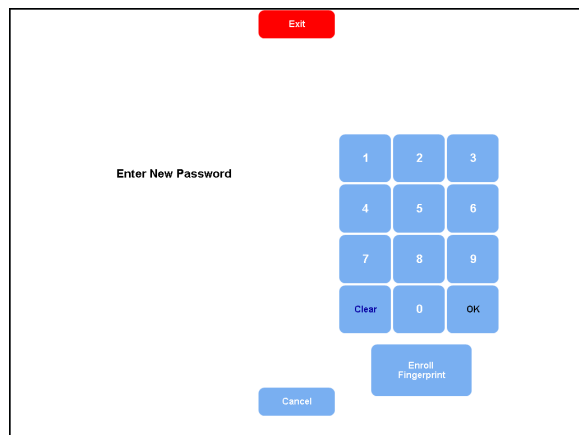 Exit
Enter New Password
1 2 3
4 5 6
7 8 9
Clear 0 OK
Enroll
Fingerprint
Cancel